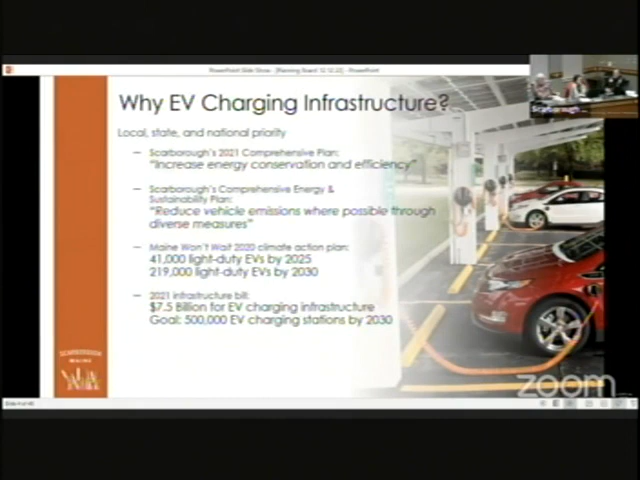 PowerPoint Slide Show - [Planning Board 12.12.22] - PowerPoint
Why EV Charging Infrastructure?
Local, state, and national priority
– Scarborough's 2021 Comprehensive Plan:
"Increase energy conservation and efficiency"
– Scarborough's Comprehensive Energy &
Sustainability Plan:
"Reduce vehicle emissions where possible through
diverse measures"
– Maine Won't Wait 2020 climate action plan:
41,000 light-duty EVs by 2025
219,000 light-duty EVs by 2030
– 2021 infrastructure bill:
$7.5 Billion for EV charging infrastructure
Goal: 500,000 EV charging stations by 2030
zoom